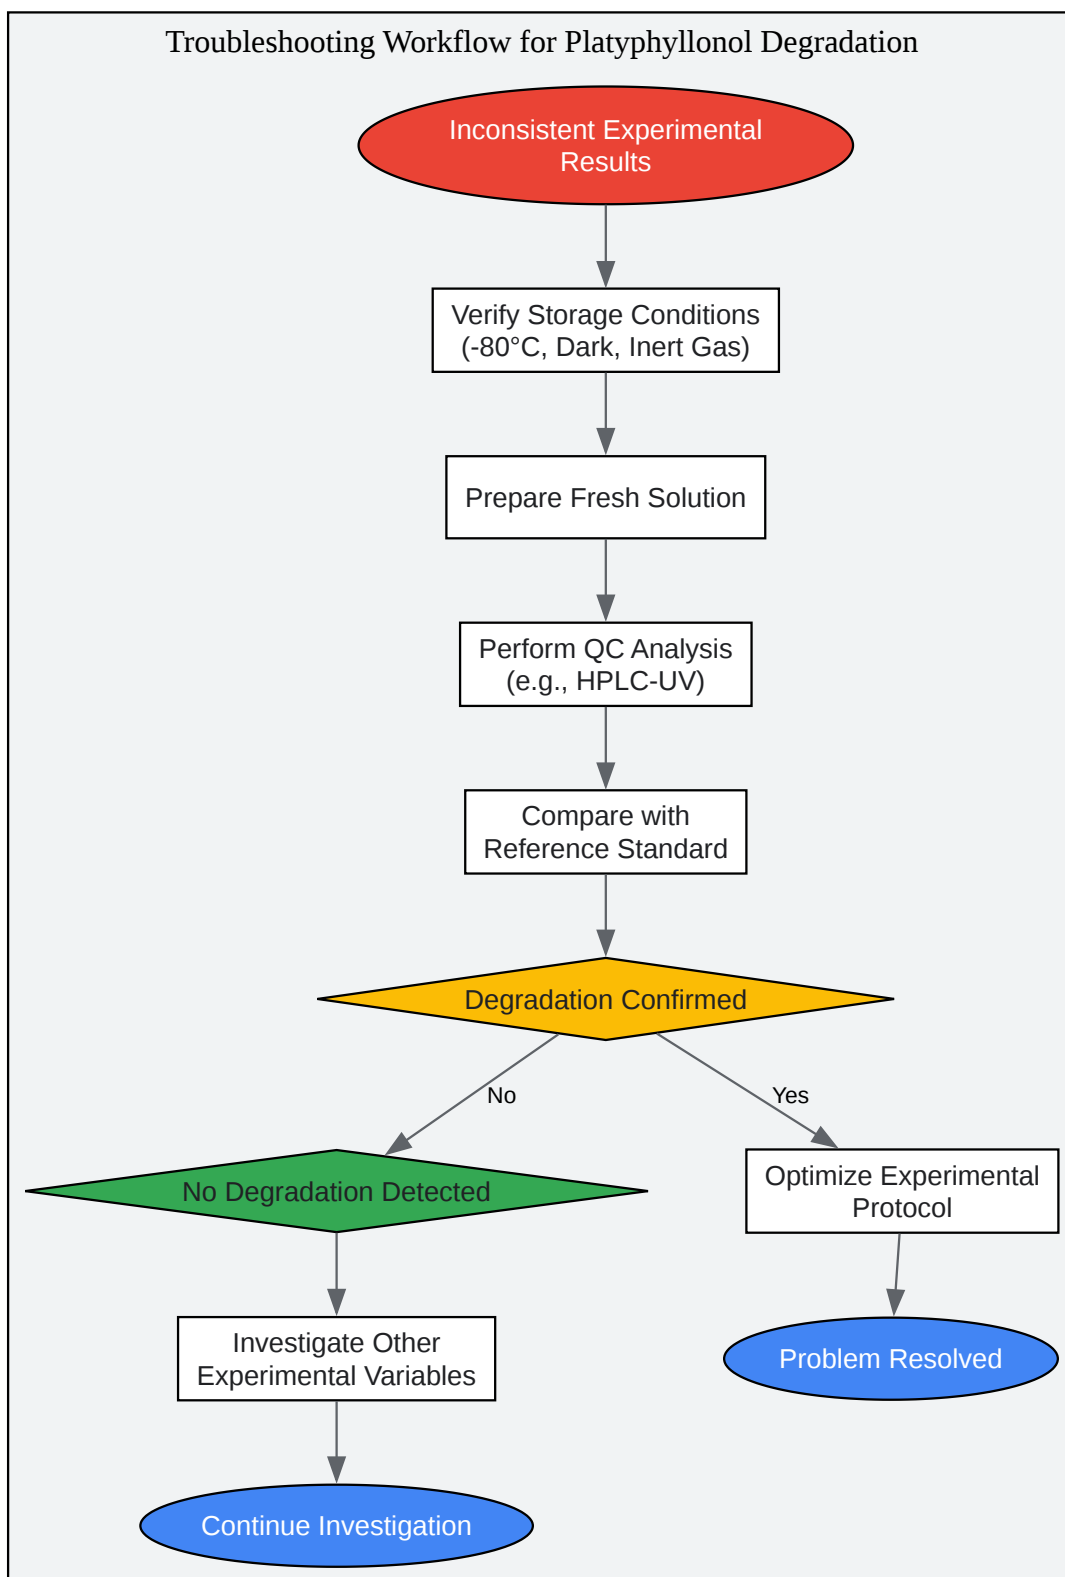 Troubleshooting Workflow for Platyphyllonol Degradation
Inconsistent Experimental
Results
Verify Storage Conditions
(-80°C, Dark, Inert Gas)
Prepare Fresh Solution
Perform QC Analysis
(e.g., HPLC-UV)
Compare with
Reference Standard
Degradation Confirmed
No
Yes
No Degradation Detected
Optimize Experimental
Protocol
Investigate Other
Experimental Variables
Problem Resolved
Continue Investigation